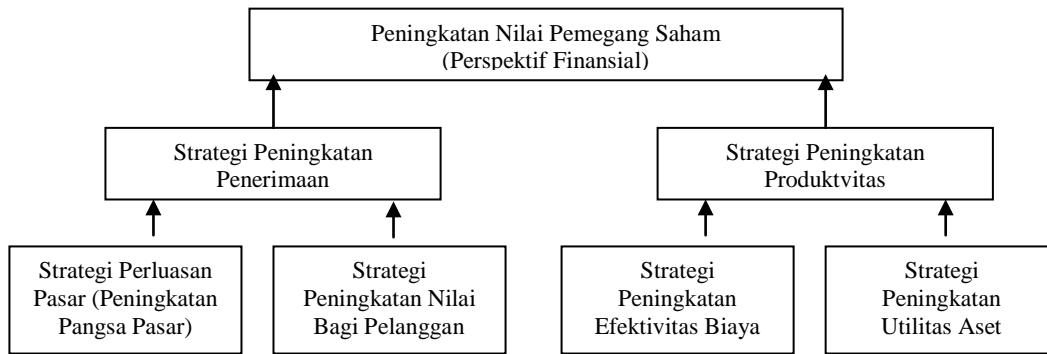 Peningkatan Nilai Pemegang Saham
(Perspektif Finansial)
Strategi Peningkatan
Penerimaan
Strategi Peningkatan
Produktvitas
Strategi Perluasan
Pasar (Peningkatan
Pangsa Pasar)
Strategi
Peningkatan Nilai
Bagi Pelanggan
Strategi
Peningkatan
Efektivitas Biaya
Strategi
Peningkatan
Utilitas Aset